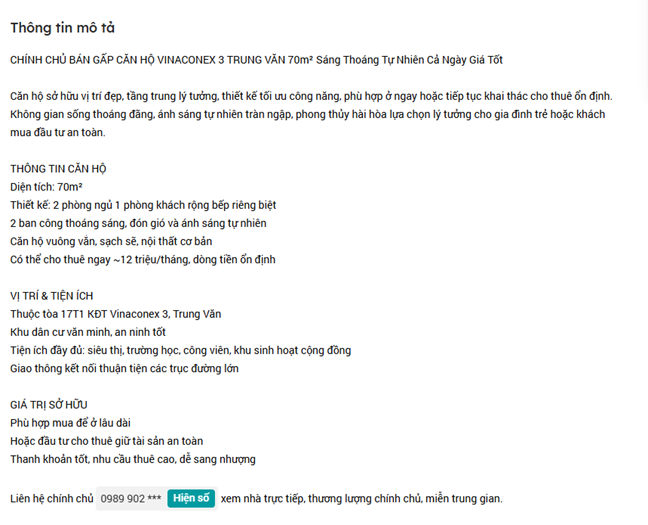 Thông tin mô tả
CHÍNH CHỦ BÁN GẤP CĂN HỘ VINACONEX 3 TRUNG VĂN 70m² Sáng Thoáng Tự Nhiên Cả Ngày Giá Tốt
Căn hộ sở hữu vị trí đẹp, tầng trung lý tưởng, thiết kế tối ưu công năng, phù hợp ở ngay hoặc tiếp tục khai thác cho thuê ổn định.
Không gian sống thoáng đãng, ánh sáng tự nhiên tràn ngập, phong thủy hài hòa lựa chọn lý tưởng cho gia đình trẻ hoặc khách
mua đầu tư an toàn.
THÔNG TIN CĂN HỘ
Diện tích: 70m²
Thiết kế: 2 phòng ngủ 1 phòng khách rộng bếp riêng biệt
2 ban công thoáng sáng, đón gió và ánh sáng tự nhiên
Căn hộ vuông vắn, sạch sẽ, nội thất cơ bản
Có thể cho thuê ngay ~12 triệu/tháng, dòng tiền ổn định
VỊ TRÍ & TIỆN ÍCH
Thuộc tòa 17T1 KĐT Vinaconex 3, Trung Văn
Khu dân cư văn minh, an ninh tốt
Tiện ích đầy đủ: siêu thị, trường học, công viên, khu sinh hoạt cộng đồng
Giao thông kết nối thuận tiện các trục đường lớn
GIÁ TRỊ SỞ HỮU
Phù hợp mua để ở lâu dài
Hoặc đầu tư cho thuê giữ tài sản an toàn
Thanh khoản tốt, nhu cầu thuê cao, dễ sang nhượng
Liên hệ chính chủ 0989 902 *** Hiện số xem nhà trực tiếp, thương lượng chính chủ, miễn trung gian.